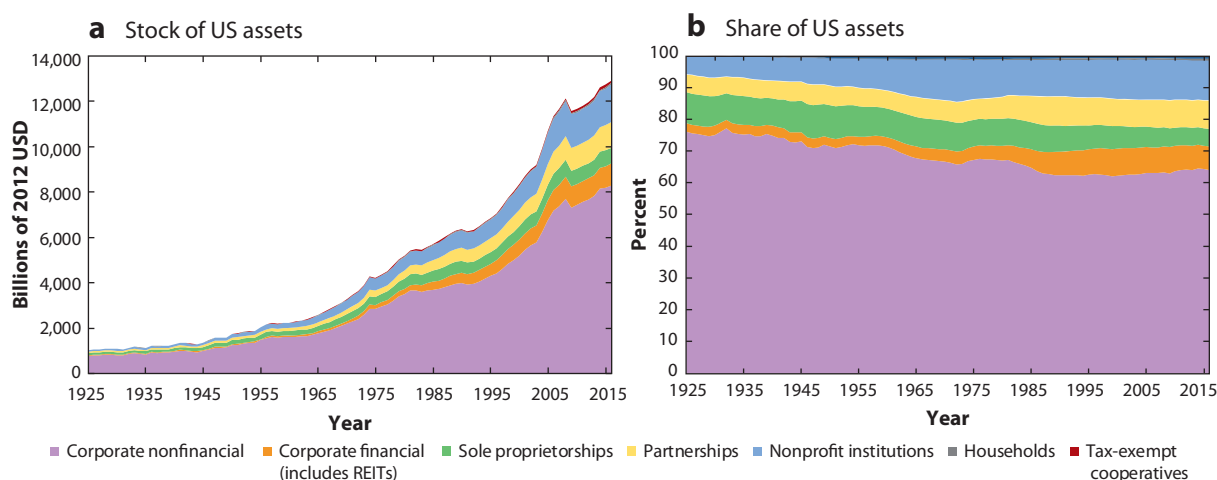 a Stock of US assets
14,000
12,000
10,000
8,000
6,000
4,000
2,000
0
Billions of 2012 USD
1925 1935 1945 1955 1965 1975 1985 1995 2005 2015
Year
b Share of US assets
100
90
80
70
60
50
40
30
20
10
0
Percent
1925 1935 1945 1955 1965 1975 1985 1995 2005 2015
Year
Corporate nonfinancial Corporate financial Sole proprietorships Partnerships Nonprofit institutions Households Tax-exempt
(includes REITs) cooperatives